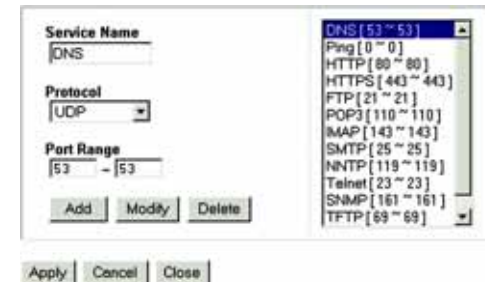 Service Name
DNS
Protocol
UDP
Port Range
53 ~ 53
Add Modify Delete
DNS [ 53 ~ 53 ]
Ping [ 0 ~ 0 ]
HTTP [ 80 ~ 80 ]
HTTPS [ 443 ~ 443 ]
FTP [ 21 ~ 21 ]
POP3 [ 110 ~ 110 ]
IMAP [ 143 ~ 143 ]
SMTP [ 25 ~ 25 ]
NNTP [ 119 ~ 119 ]
Telnet [ 23 ~ 23 ]
SNMP [ 161 ~ 161 ]
TFTP [ 69 ~ 69 ]
Apply Cancel Close